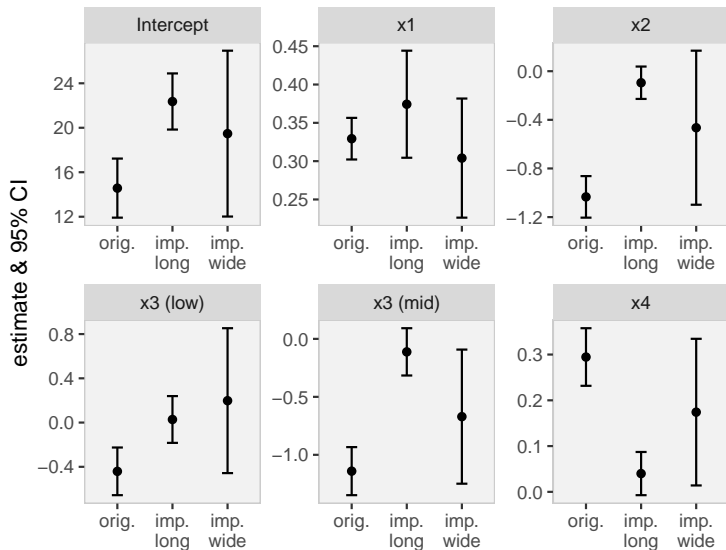 estimate & 95% CI
Intercept
24
20
16
12
orig.
imp.
long
imp.
wide
x1
0.45
0.40
0.35
0.30
0.25
orig.
imp.
long
imp.
wide
x2
0.0
−0.4
−0.8
−1.2
orig.
imp.
long
imp.
wide
x3 (low)
0.8
0.4
0.0
−0.4
orig.
imp.
long
imp.
wide
x3 (mid)
0.0
−0.5
−1.0
orig.
imp.
long
imp.
wide
x4
0.3
0.2
0.1
0.0
orig.
imp.
long
imp.
wide